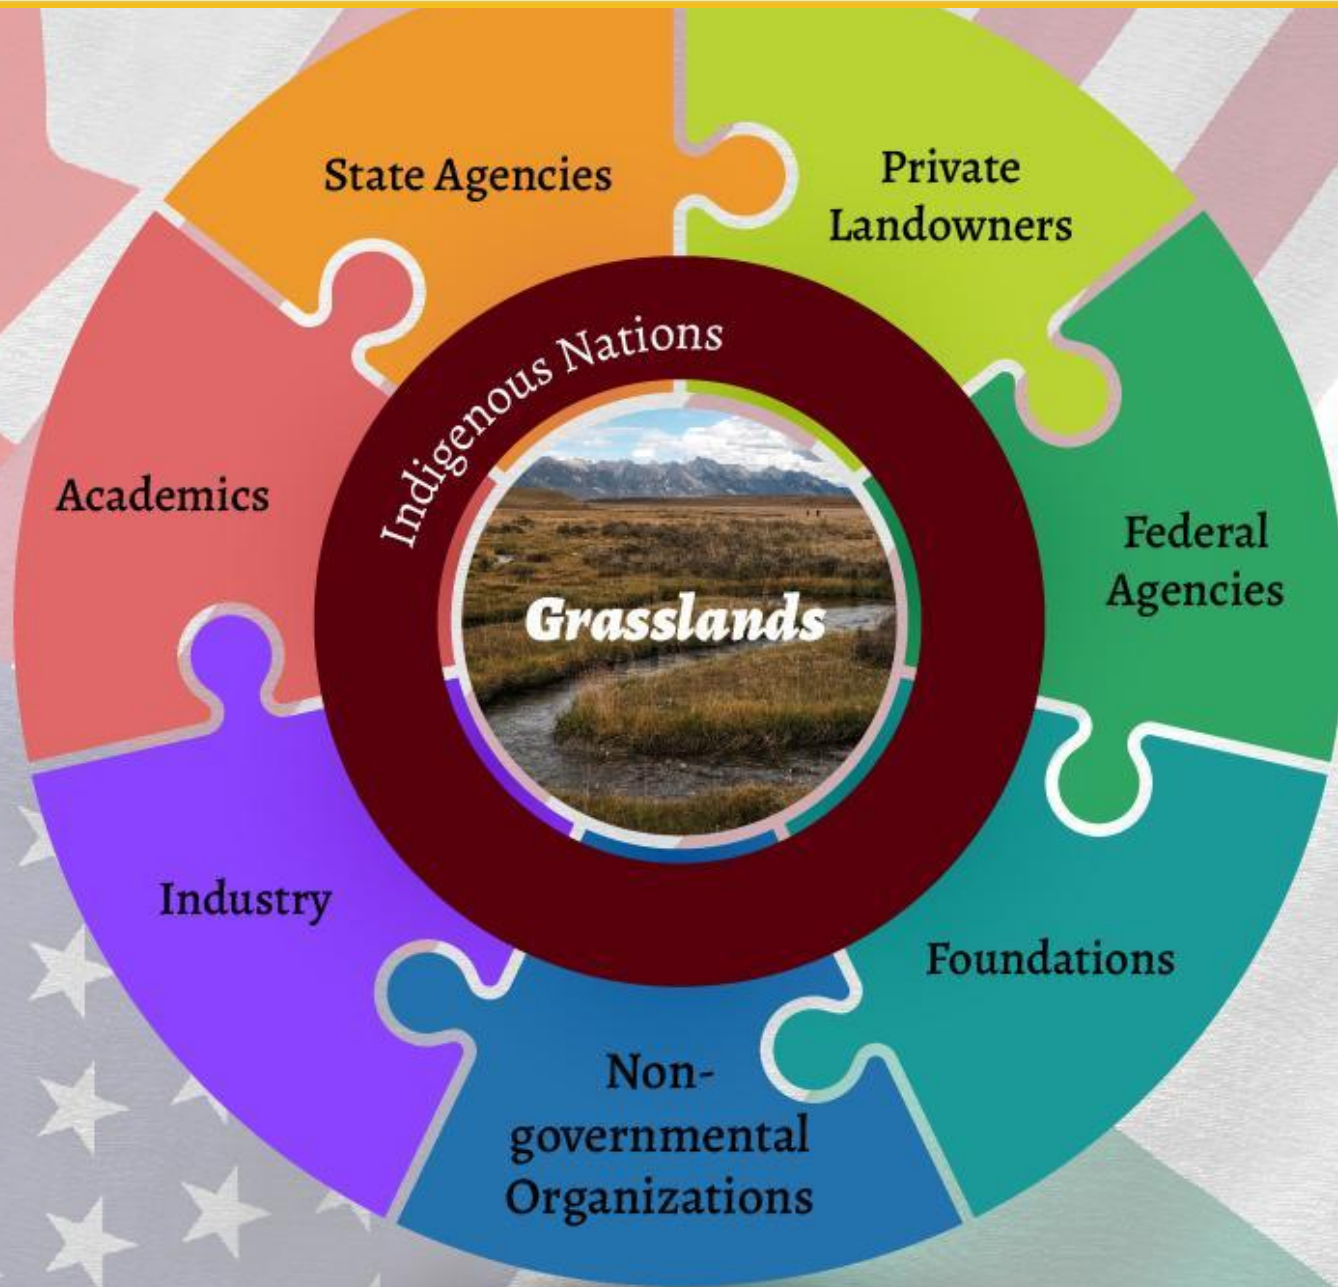 State Agencies
Private
Landowners
Indigenous Nations
Academics
Federal
Agencies
Grasslands
Industry
Foundations
Non-
governmental
Organizations